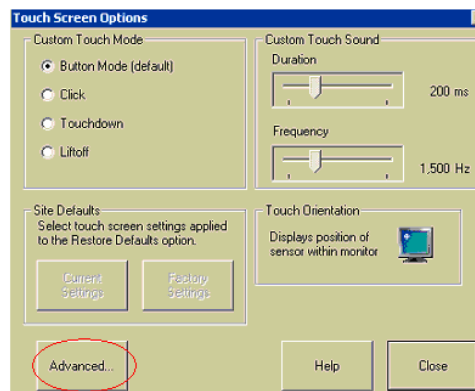 Touch Screen Options
Custom Touch Mode
Button Mode (default)
Click
Touchdown
Liftoff
Custom Touch Sound
Duration
200 ms
Frequency
1,500 Hz
Site Defaults
Select touch screen settings applied
to the Restore Defaults option.
Current
Settings
Factory
Settings
Touch Orientation
Displays position of
sensor within monitor
Advanced...
Help
Close